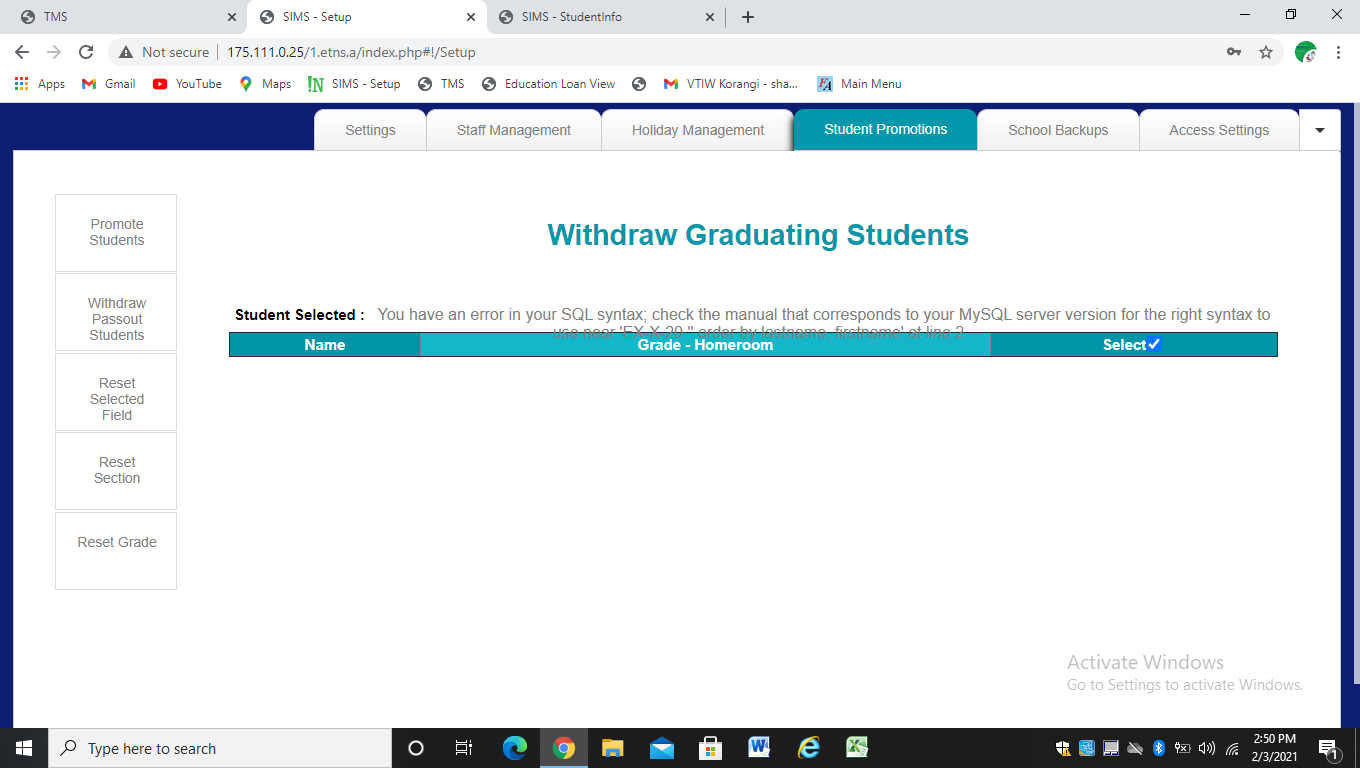 TMS
SIMS - Setup
SIMS - StudentInfo
Not secure
175.111.0.25/1.etns.a/index.php#!/Setup
Apps
Gmail
YouTube
Maps
SIMS - Setup
TMS
Education Loan View
VTIW Korangi - sha...
Main Menu
Settings
Staff Management
Holiday Management
Student Promotions
School Backups
Access Settings
Promote
Students
Withdraw
Passout
Students
Reset
Selected
Field
Reset
Section
Reset Grade
Withdraw Graduating Students
Student Selected : You have an error in your SQL syntax; check the manual that corresponds to your MySQL server version for the right syntax to
order by lastname, firstname' at line 2
Name
Grade - Homeroom
Select
Activate Windows
Go to Settings to activate Windows.
Type here to search
2:50 PM
2/3/2021
1